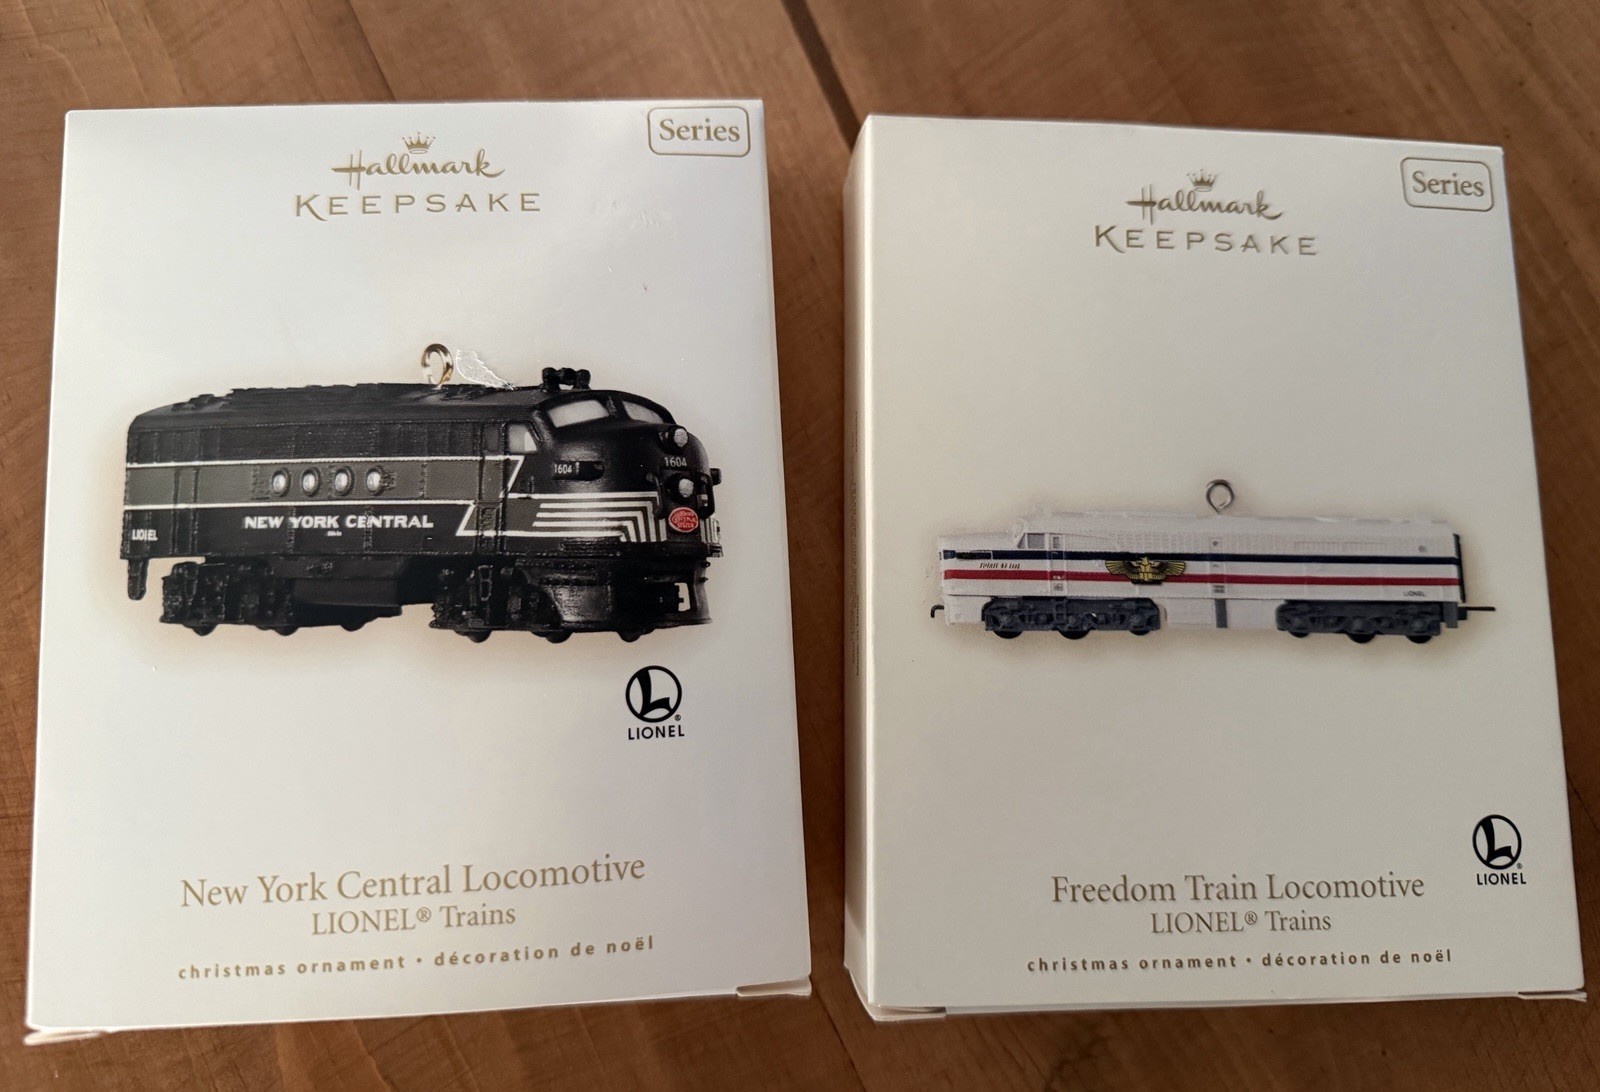 Series
Hallmark
KEEPSAKE
1604
1604
NEW YORK CENTRAL
LIONEL
L
®
LIONEL
New York Central Locomotive
LIONEL® Trains
christmas ornament • décoration de noël
Series
Hallmark
KEEPSAKE
LIONEL
L
®
LIONEL
Freedom Train Locomotive
LIONEL® Trains
christmas ornament • décoration de noël